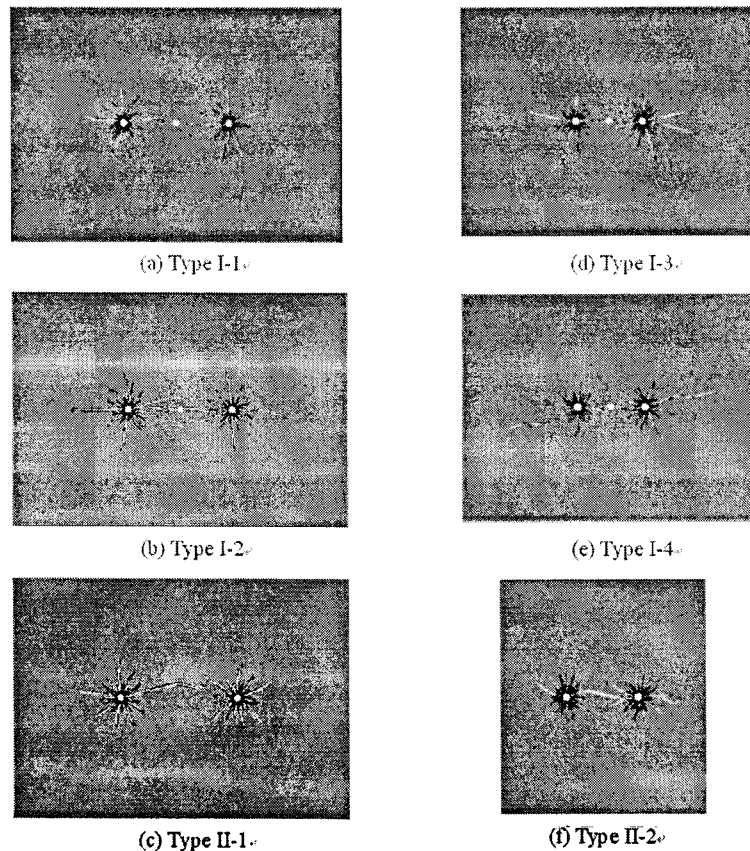 (a) Type I-1
(d) Type I-3
(b) Type I-2
(e) Type I-4
(c) Type II-1
(f) Type II-2